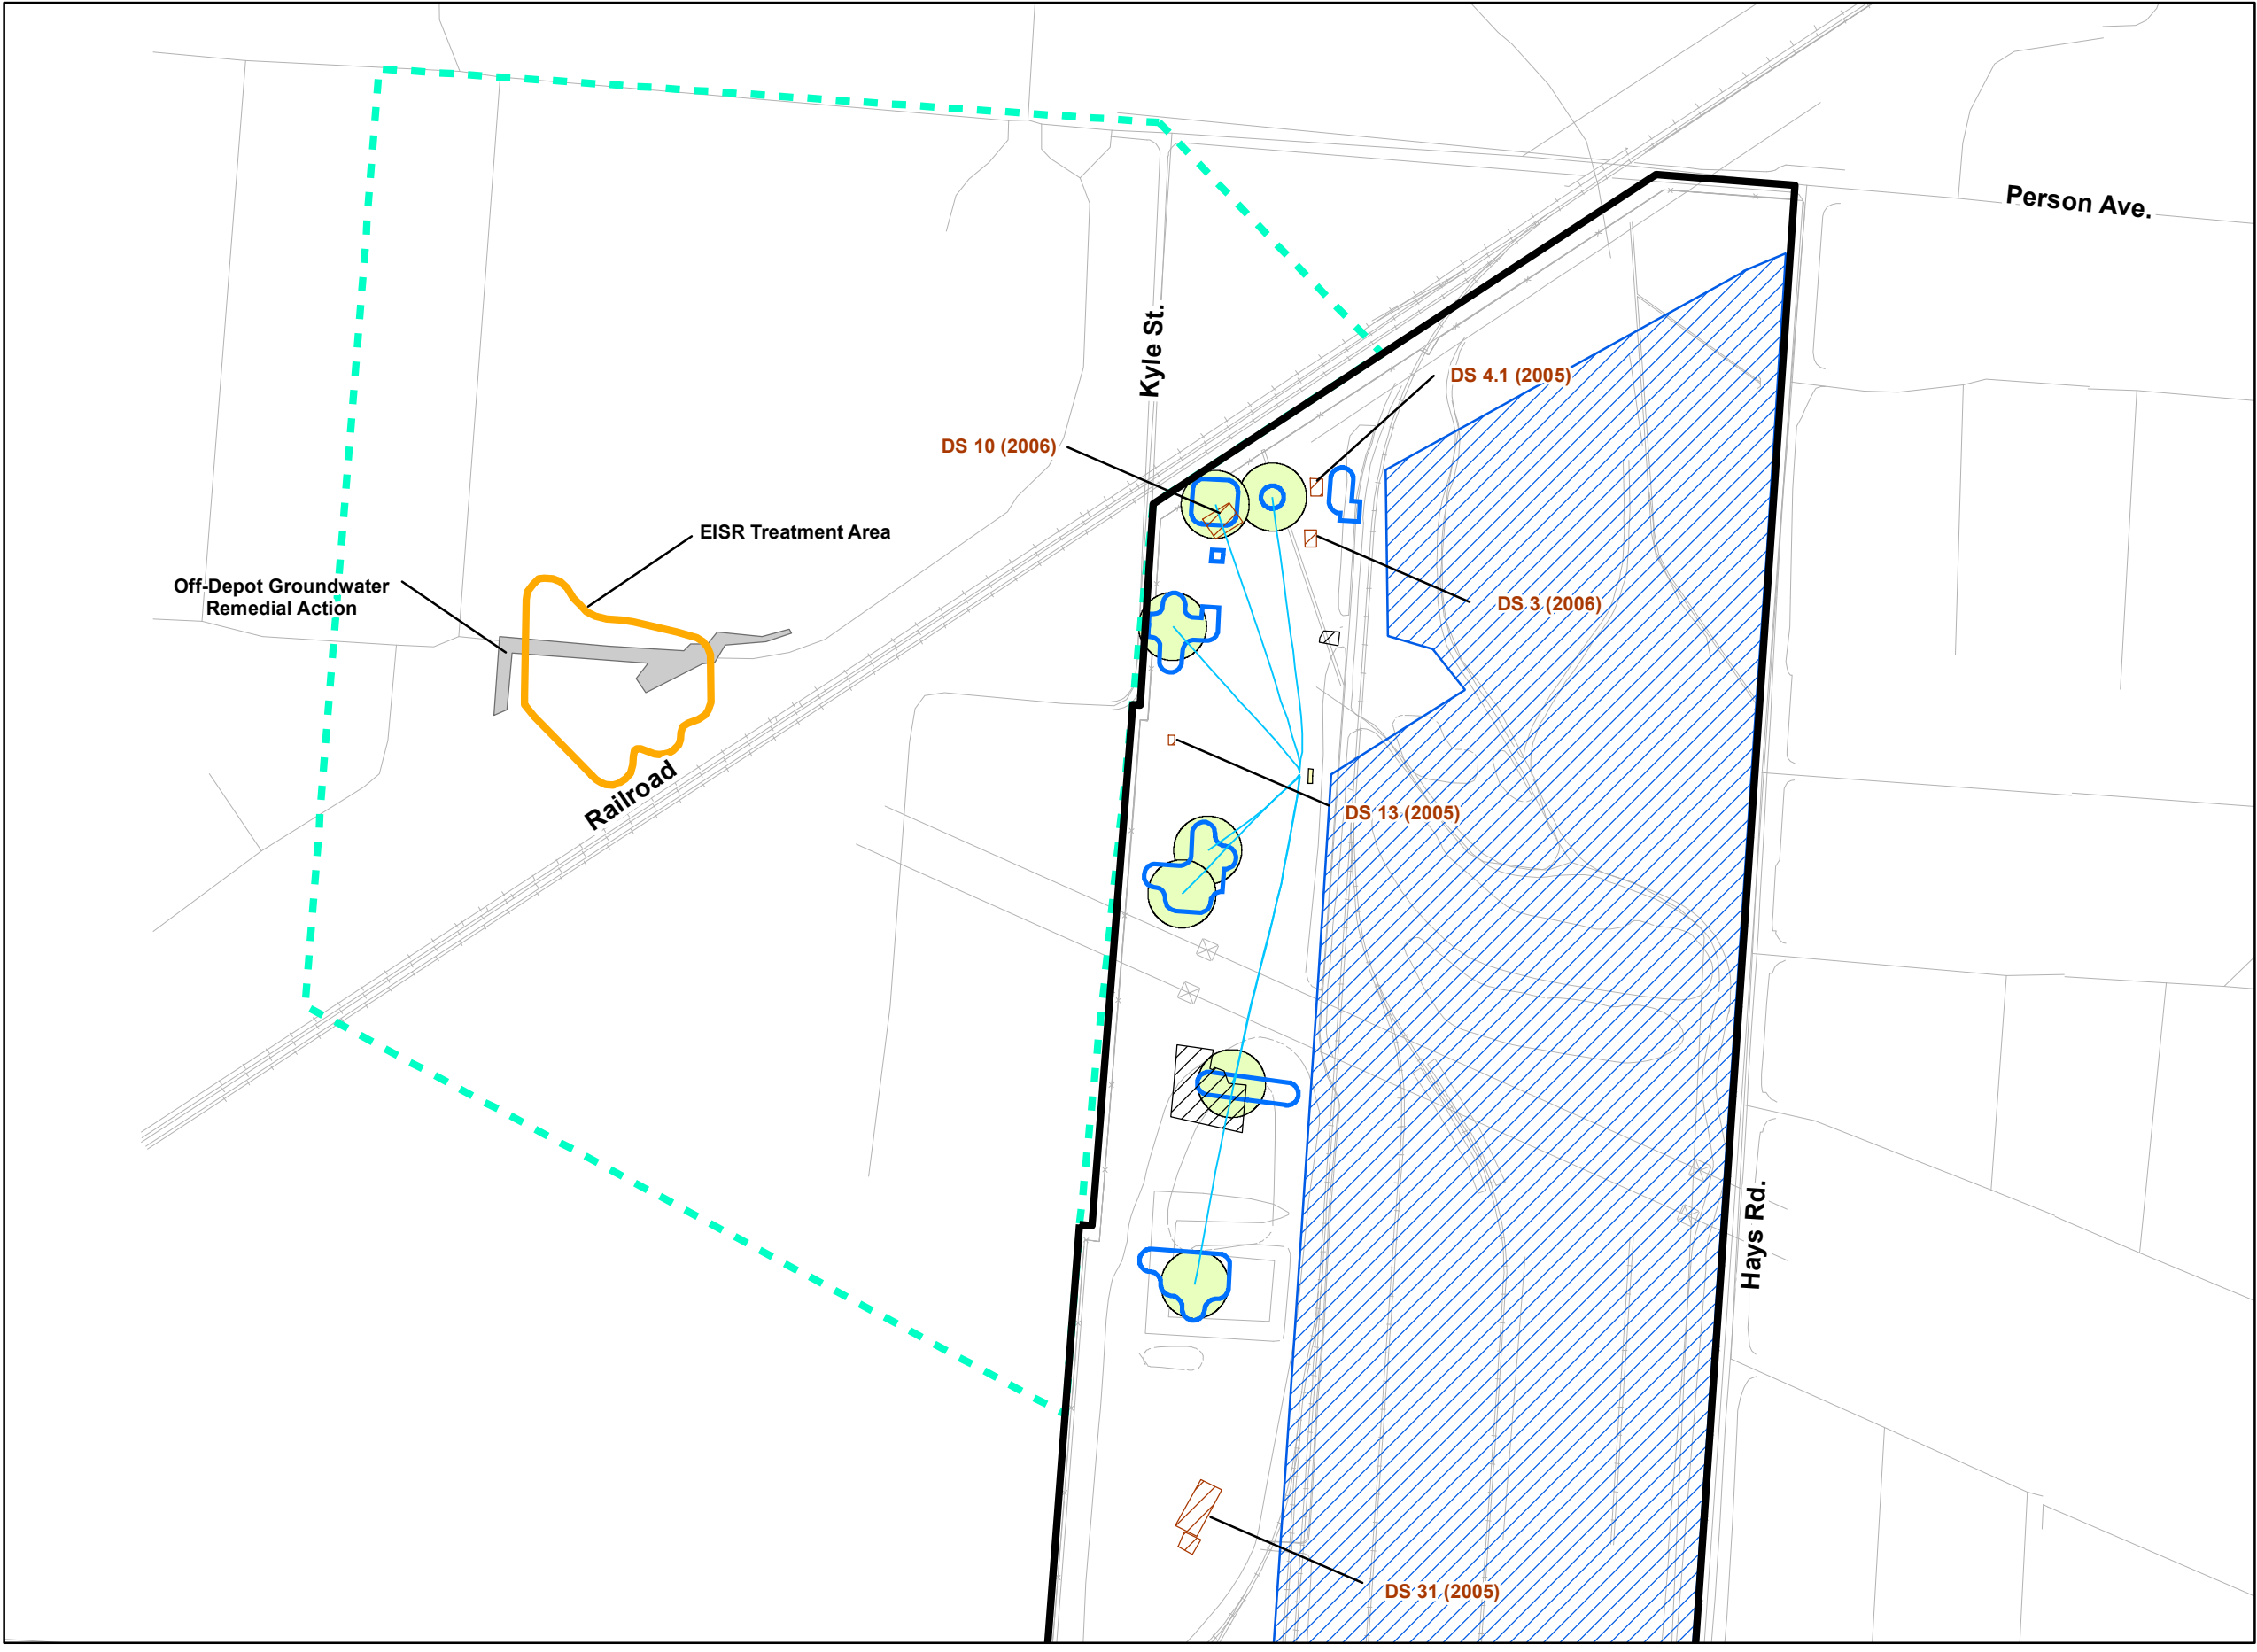 Person Ave.
Kyle St.
DS 4.1 (2005)
DS 10 (2006)
EISR Treatment Area
Off-Depot Groundwater
Remedial Action
DS 3 (2006)
Railroad
DS 13 (2005)
Hays Rd.
DS 31 (2005)